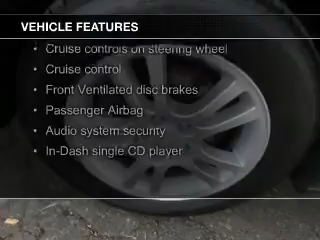 VEHICLE FEATURES
• Cruise controls on steering wheel
• Cruise control
• Front Ventilated disc brakes
• Passenger Airbag
• Audio system security
• In-Dash single CD player